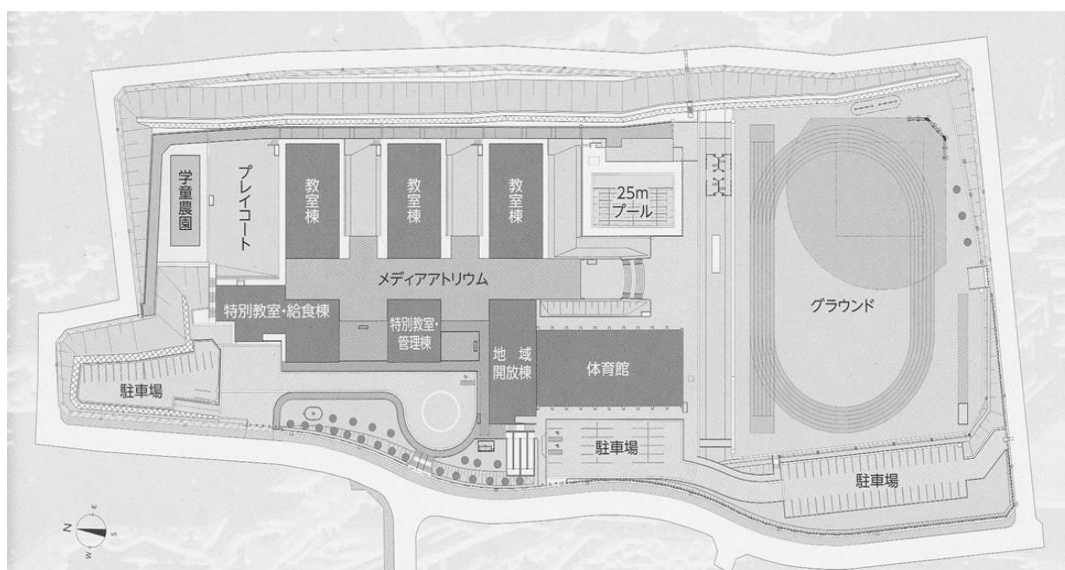 学童農園
プレイコート
教室棟
教室棟
教室棟
25m
プール
メディアアトリウム
グラウンド
特別教室・給食棟
特別教室・
管理棟
地域
開放棟
体育館
駐車場
駐車場
駐車場
N
E
S
W